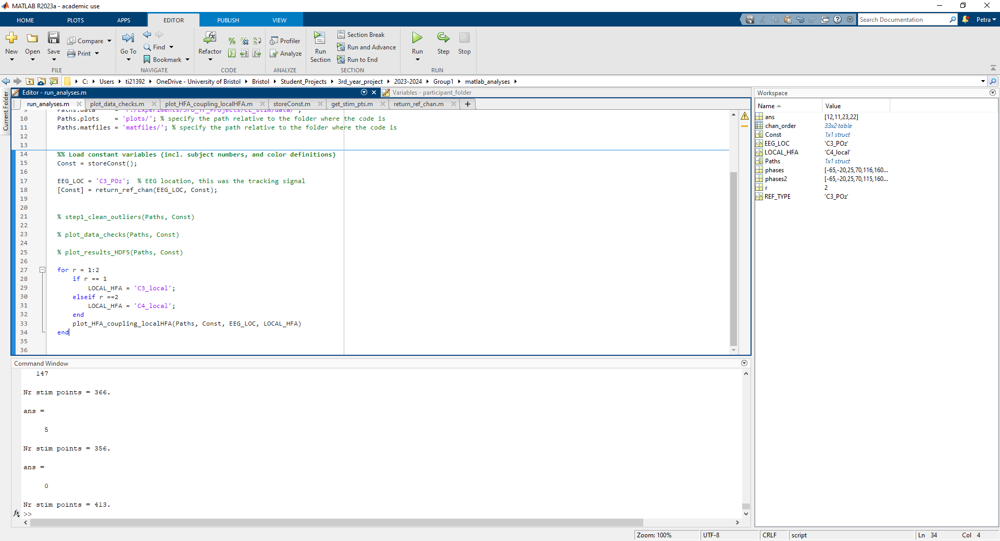 MATLAB R2023a - academic use
HOME PLOTS APPS EDITOR PUBLISH VIEW
Search Documentation
Petra
New Open Save Compare Print
FILE
Go To Find Bookmark
NAVIGATE
Refactor
CODE
Profiler
Analyze
ANALYZE
Run Section
Section Break
Run and Advance
Run to End
SECTION
Run Step Stop
RUN
C: Users ti21392 OneDrive - University of Bristol Bristol Student_Projects 3rd_year_project 2023-2024 Group1 matlab_analyses
Current Folder
Editor - run_analyses.m
Variables - participant_folder
run_analyses.m plot_data_checks.m plot_HFA_coupling_localHFA.m storeConst.m get_stim_pts.m return_ref_chan.m
10 Paths.plots    = 'plots/'; % specify the path relative to the folder where the code is
11 Paths.matfiles = 'matfiles/'; % specify the path relative to the folder where the code is
12
13
14 %% Load constant variables (incl. subject numbers, and color definitions)
15 Const = storeConst();
16
17 EEG_LOC = 'C3_POz';  % EEG location, this was the tracking signal
18 [Const] = return_ref_chan(EEG_LOC, Const);
19
20
21 % step1_clean_outliers(Paths, Const)
22
23 % plot_data_checks(Paths, Const)
24
25 % plot_results_HDF5(Paths, Const)
26
27 for r = 1:2
28     if r == 1
29         LOCAL_HFA = 'C3_local';
30     elseif r ==2
31         LOCAL_HFA = 'C4_local';
32     end
33     plot_HFA_coupling_localHFA(Paths, Const, EEG_LOC, LOCAL_HFA)
34 end
35
36
Command Window
147
Nr stim points = 366.
ans =
5
Nr stim points = 356.
ans =
0
Nr stim points = 413.
fx >>
Workspace
Name Value
ans [12,11,23,22]
chan_order 33x2 table
Const 1x1 struct
EEG_LOC 'C3_POz'
LOCAL_HFA 'C4_local'
Paths 1x1 struct
phases [-65,-20,25,70,116,160...
phases2 [-65,-20,25,70,115,160...
r 2
REF_TYPE 'C3_POz'
Zoom: 100% UTF-8 CRLF script Ln 34 Col 4